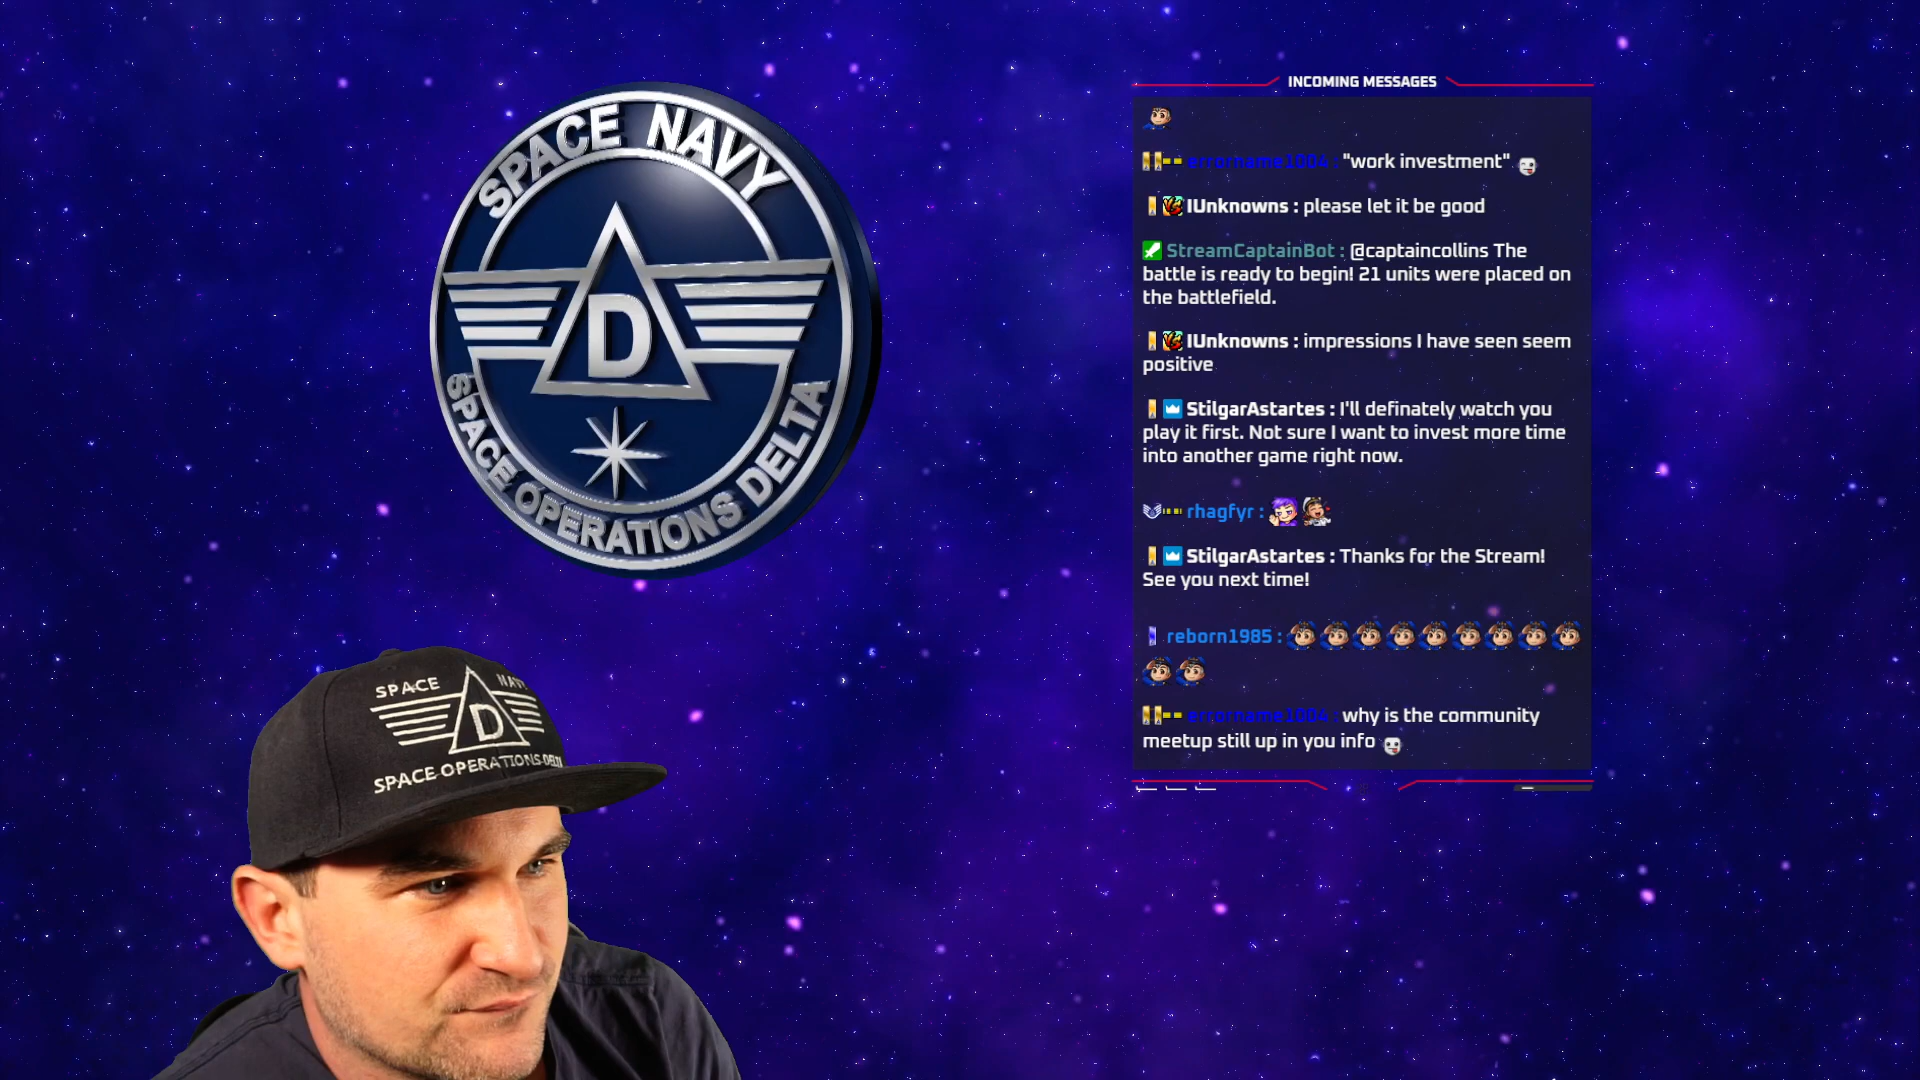 SPACE NAVY
D
SPACE OPERATIONS DELTA
INCOMING MESSAGES
errorname1004 : "work investment"
IUnknowns : please let it be good
StreamCaptainBot : @captaincollins The
battle is ready to begin! 21 units were placed on
the battlefield.
IUnknowns : impressions I have seen seem
positive
StilgarAstartes : I'll definately watch you
play it first. Not sure I want to invest more time
into another game right now.
rhagfyr :
StilgarAstartes : Thanks for the Stream!
See you next time!
reborn1985 :
errorname1004 : why is the community
meetup still up in you info
SPACE NAVY
D
SPACE OPERATIONS DELTA